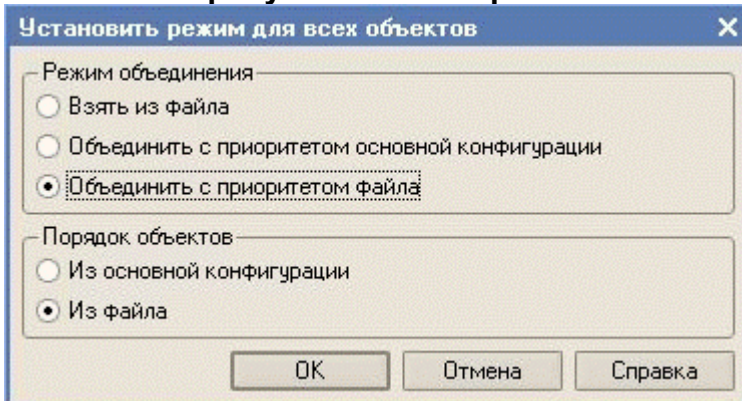 Установить режим для всех объектов
Режим объединения
Взять из файла
Объединить с приоритетом основной конфигурации
Объединить с приоритетом файла
Порядок объектов
Из основной конфигурации
Из файла
ОК Отмена Справка